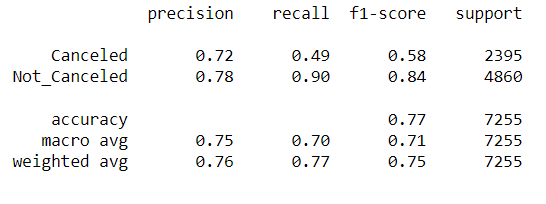 precision recall f1-score support
Canceled 0.72 0.49 0.58 2395
Not_Canceled 0.78 0.90 0.84 4860
accuracy 0.77 7255
macro avg 0.75 0.70 0.71 7255
weighted avg 0.76 0.77 0.75 7255